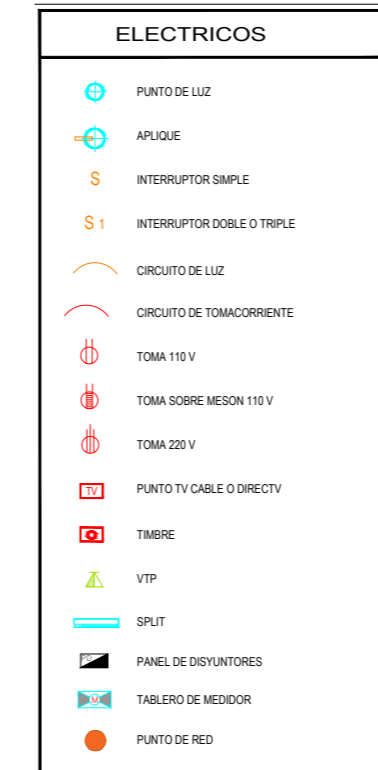 ELECTRICOS
PUNTO DE LUZ
APLIQUE
S INTERRUPTOR SIMPLE
S 1 INTERRUPTOR DOBLE O TRIPLE
CIRCUITO DE LUZ
CIRCUITO DE TOMACORRIENTE
TOMA 110 V
TOMA SOBRE MESON 110 V
TOMA 220 V
TV PUNTO TV CABLE O DIRECTV
TIMBRE
VTP
SPLIT
PD PANEL DE DISYUNTORES
M TABLERO DE MEDIDOR
PUNTO DE RED